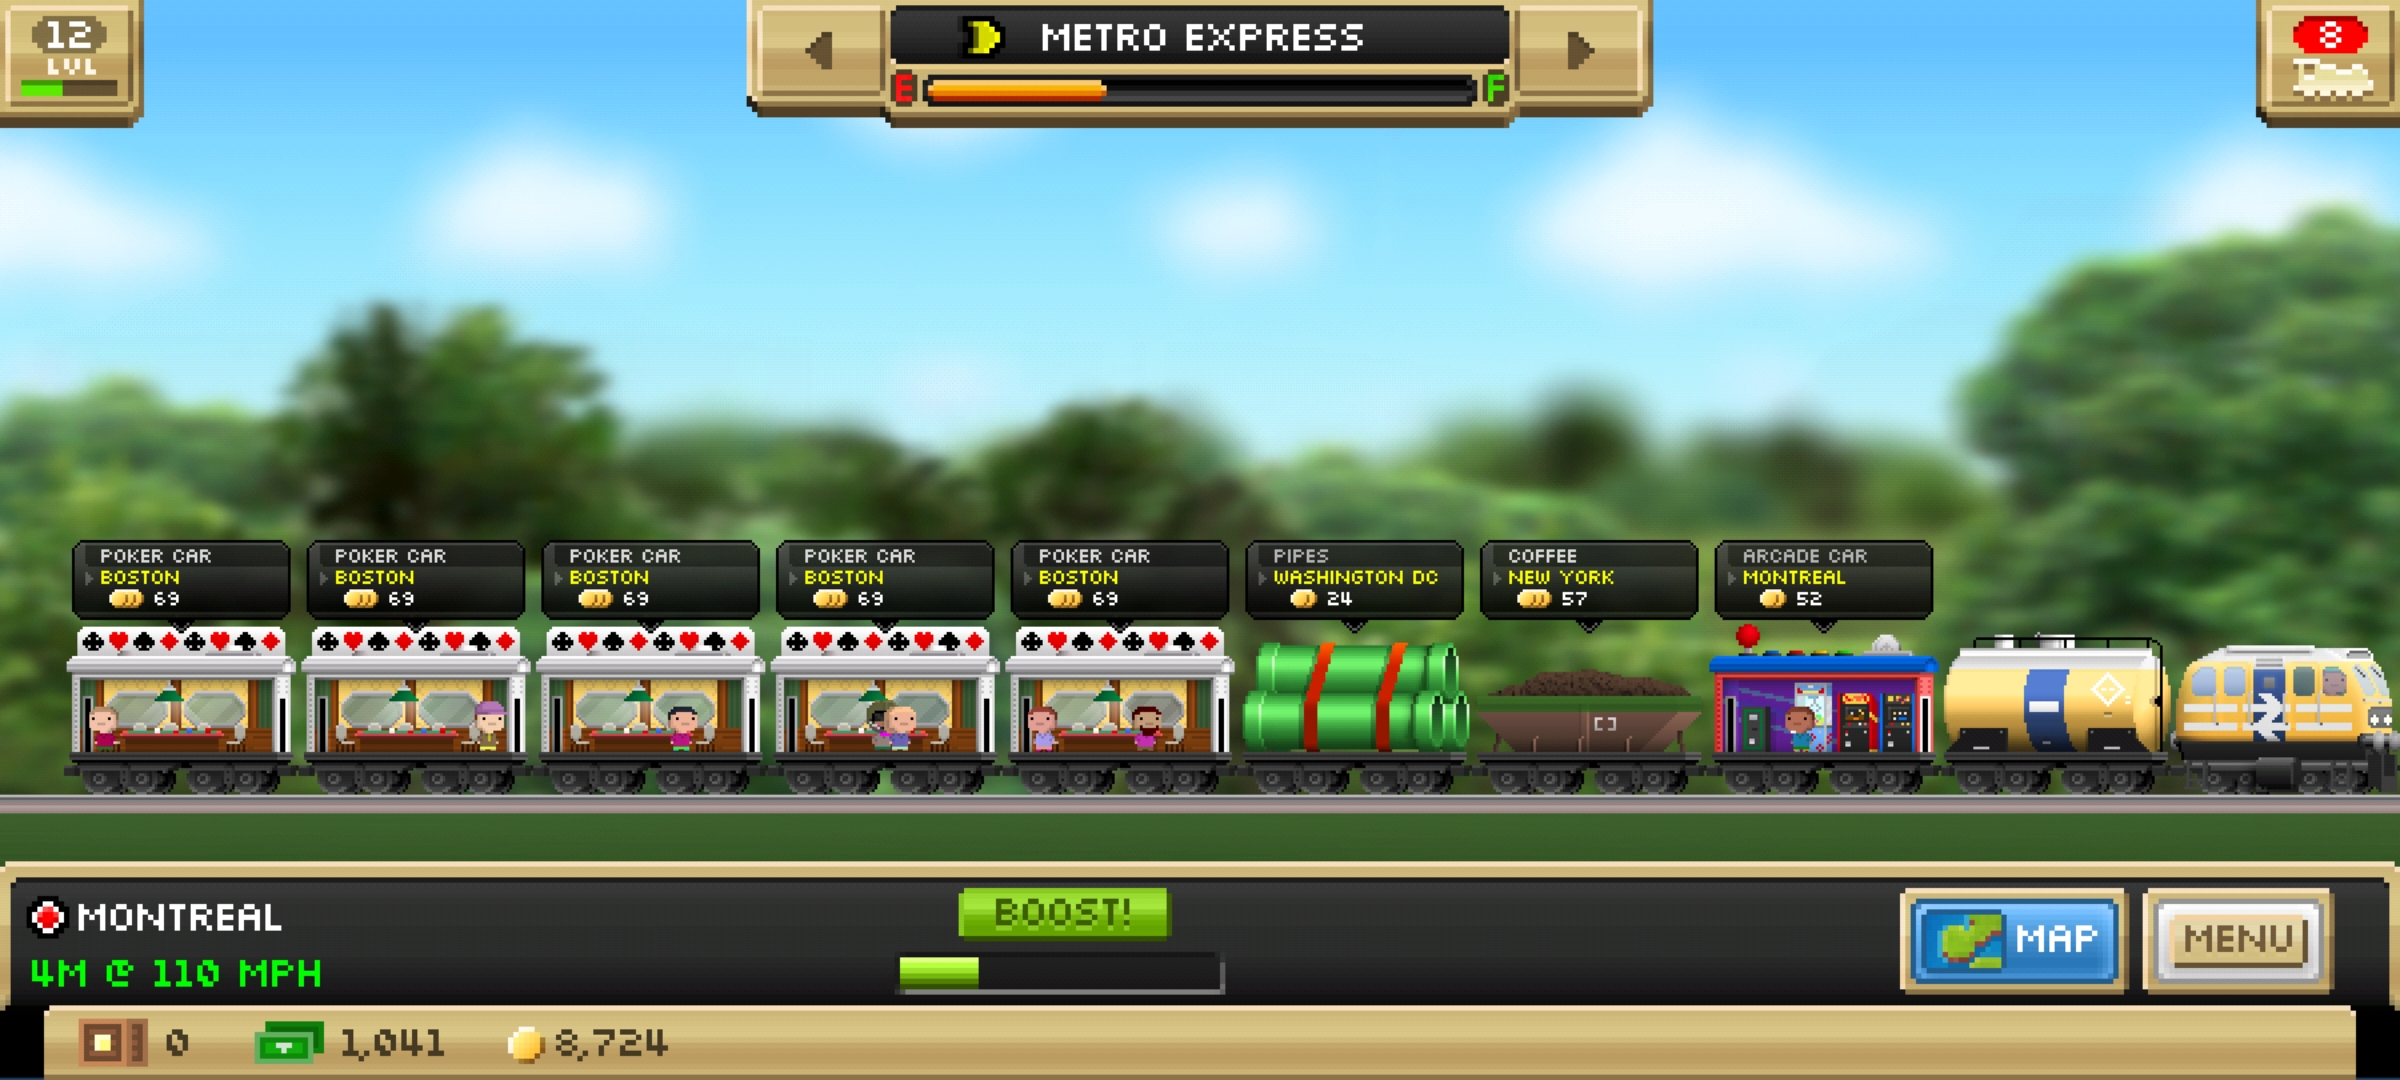 12
LVL
METRO EXPRESS
E F
8
POKER CAR
BOSTON
69
POKER CAR
BOSTON
69
POKER CAR
BOSTON
69
POKER CAR
BOSTON
69
POKER CAR
BOSTON
69
PIPES
WASHINGTON DC
24
COFFEE
NEW YORK
57
ARCADE CAR
MONTREAL
52
MONTREAL
4M @ 110 MPH
BOOST!
MAP
MENU
0
1,041
8,724